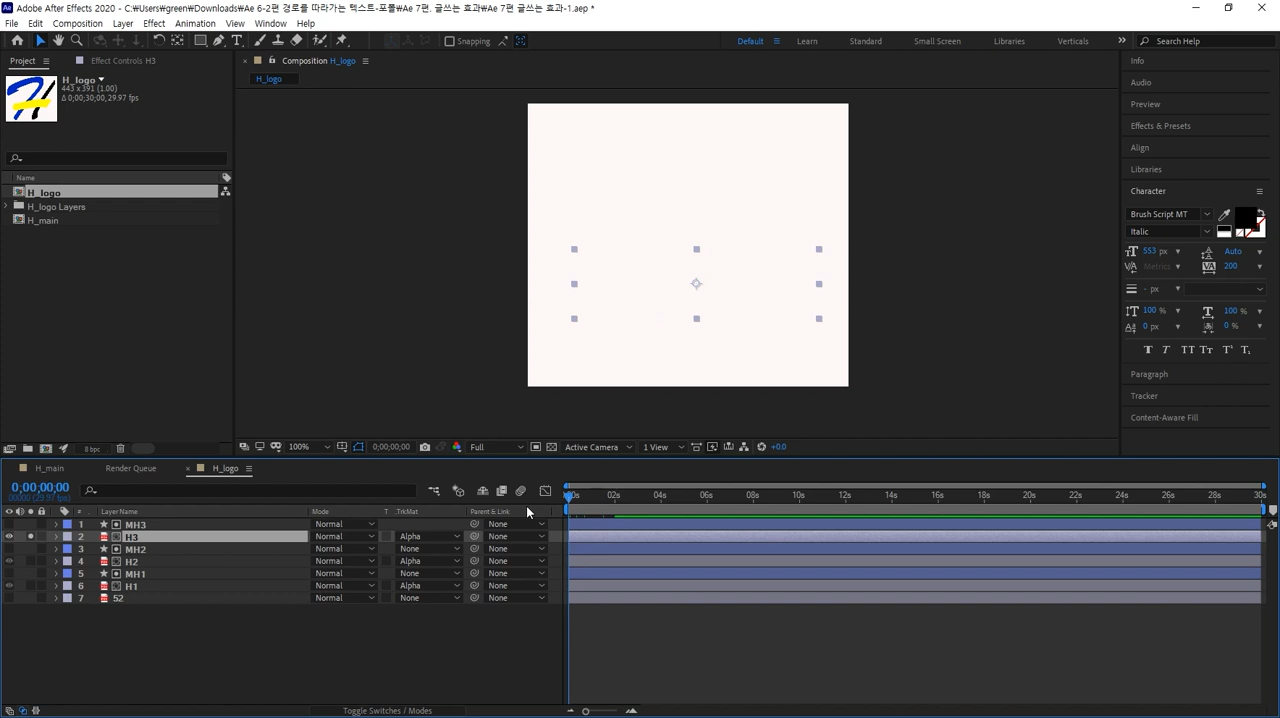 Adobe After Effects 2020 - C:\Users\green\Downloads\Ae 6-2편 경로를 따라가는 텍스트-포폴\Ae 7편. 글쓰는 효과\Ae 7편 글쓰는 효과-1.aep *
File Edit Composition Layer Effect Animation View Window Help
Snapping Default Learn Standard Small Screen Libraries Verticals Search Help
Project Effect Controls H3 Composition H_logo Info
H_logo
443 x 391 (1.00)
Δ 0;00;30;00, 29.97 fps
H_logo
Audio
Preview
Effects & Presets
Align
Libraries
Name
H_logo
H_logo Layers
H_main
Character
Brush Script MT
Italic
553 px Auto
Metrics 200
- px
100 % 100 %
0 px 0 %
T T TT Tr T¹ T,
Paragraph
Tracker
Content-Aware Fill
8 bpc 100% 0;00;00;00 Full Active Camera 1 View +0.0
H_main Render Queue H_logo
0;00;00;00
00000 (29.97 fps)
02s 04s 06s 08s 10s 12s 14s 16s 18s 20s 22s 24s 26s 28s 30s
# Layer Name Mode T TrkMat Parent & Link
1 MH3 Normal None
2 H3 Normal Alpha None
3 MH2 Normal None None
4 H2 Normal Alpha None
5 MH1 Normal None None
6 H1 Normal Alpha None
7 52 Normal None None
Toggle Switches / Modes